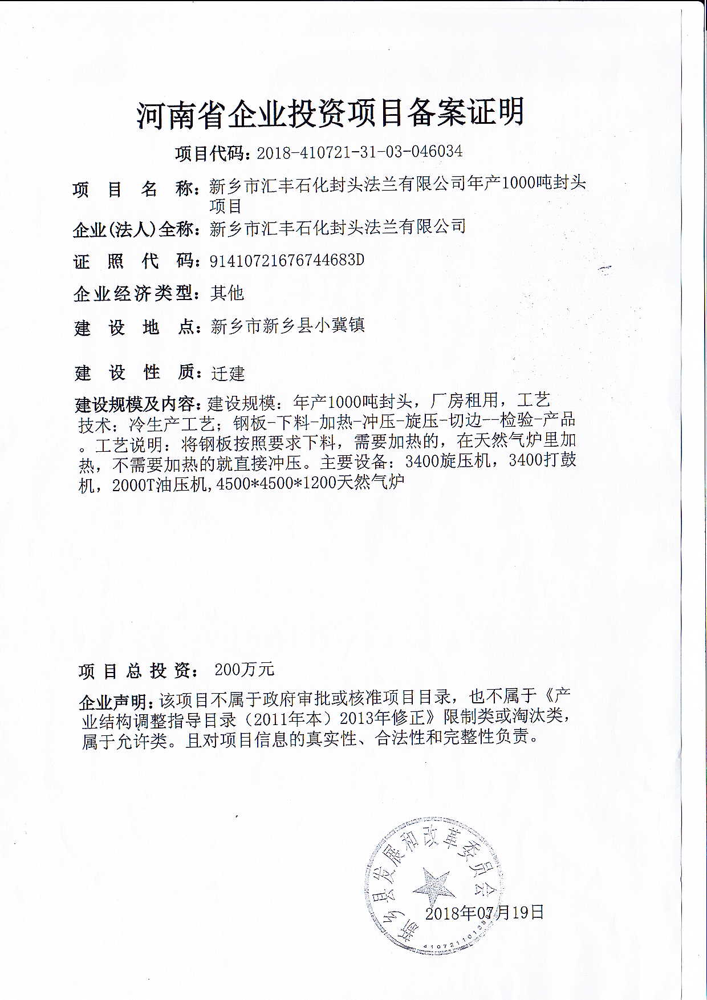 河南省企业投资项目备案证明
项目代码：2018-410721-31-03-046034
项目名称：新乡市汇丰石化封头法兰有限公司年产1000吨封头
项目
企业(法人)全称：新乡市汇丰石化封头法兰有限公司
证照代码：91410721676744683D
企业经济类型：其他
建设地点：新乡市新乡县小冀镇
建设性质：迁建
建设规模及内容：建设规模：年产1000吨封头，厂房租用，工艺
技术：冷生产工艺；钢板-下料-加热-冲压-旋压-切边--检验-产品
。工艺说明：将钢板按照要求下料，需要加热的，在天然气炉里加
热，不需要加热的就直接冲压。主要设备：3400旋压机，3400打鼓
机，2000T油压机,4500*4500*1200天然气炉
项目总投资：200万元
企业声明：该项目不属于政府审批或核准项目目录，也不属于《产
业结构调整指导目录（2011年本）2013年修正》限制类或淘汰类，
属于允许类。且对项目信息的真实性、合法性和完整性负责。
新乡县发展和改革委员会
2018年07月19日